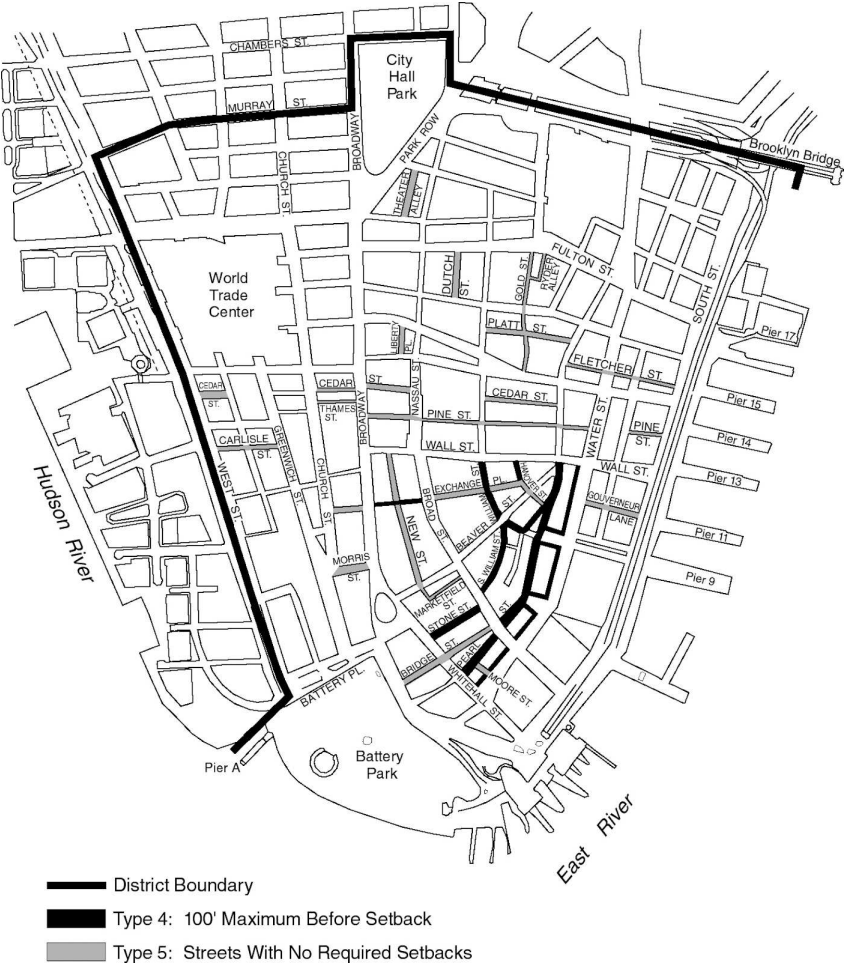 CHAMBERS ST.
City
Hall
Park
MURRAY ST.
BROADWAY
PARK ROW
Brooklyn Bridge
CHURCH ST.
THEATER
ALLEY
World
Trade
Center
DUTCH
ST.
GOLD ST.
RYDER
ALLEY
FULTON ST.
SOUTH ST.
Pier 17
LIBERTY
PL.
PLATT ST.
FLETCHER ST.
CEDAR
ST.
CEDAR ST.
THAMES
ST.
NASSAU ST.
CEDAR ST.
Pier 15
BROADWAY
PINE ST.
WATER ST.
PINE
ST.
Pier 14
CARLISLE
ST.
GREENWICH ST.
CHURCH ST.
WALL ST.
WALL ST.
Pier 13
Hudson River
WEST ST.
EXCHANGE PL.
WILLIAM ST.
HANOVER ST.
GOUVERNEUR
LANE
BROAD ST.
NEW ST.
BEAVER ST.
Pier 11
MORRIS
ST.
S. WILLIAM ST.
Pier 9
MARKETFIELD
ST.
STONE ST.
BRIDGE ST.
PEARL ST.
MOORE ST.
WHITEHALL ST.
BATTERY PL.
Pier A
Battery
Park
East River
District Boundary
Type 4: 100' Maximum Before Setback
Type 5: Streets With No Required Setbacks